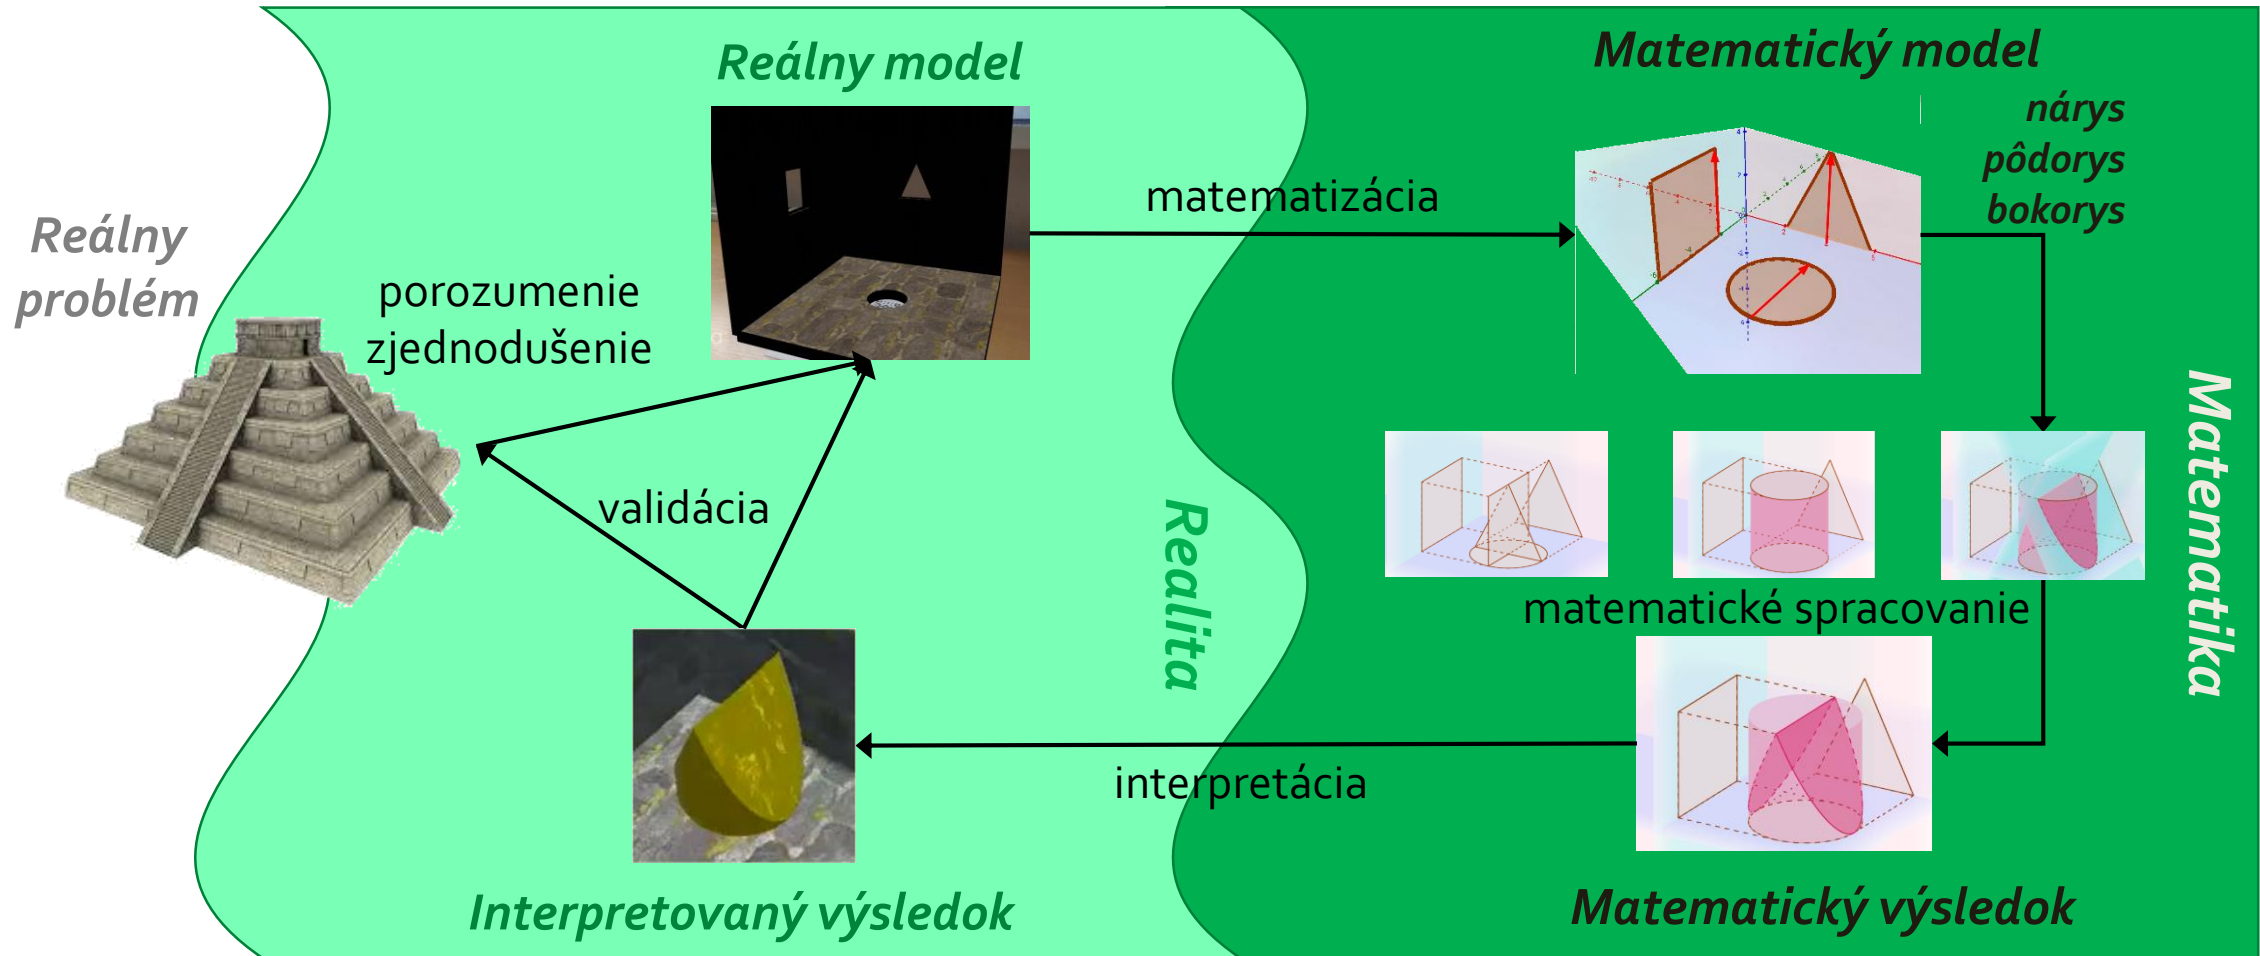 Reálny
problém
porozumenie
zjednodušenie
Reálny model
matematizácia
Matematický model
nárys
pôdorys
bokorys
validácia
Realita
Matematika
matematické spracovanie
interpretácia
Interpretovaný výsledok
Matematický výsledok